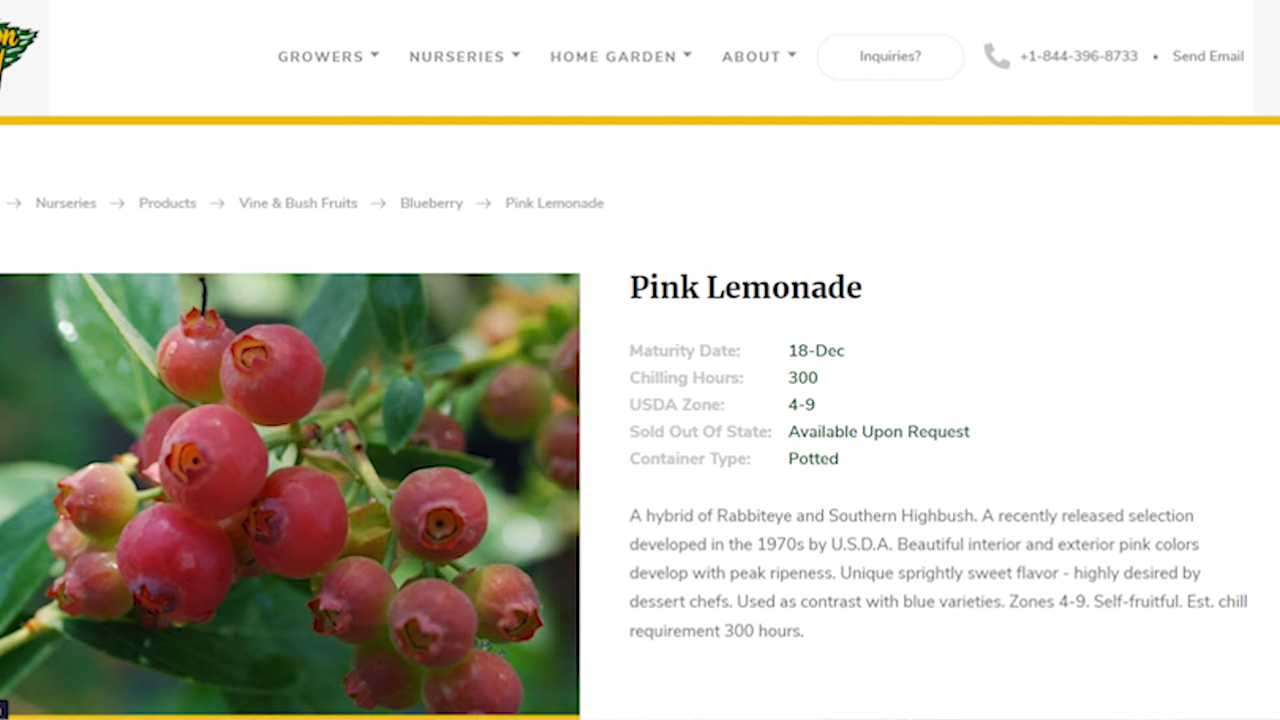 GROWERS NURSERIES HOME GARDEN ABOUT Inquiries? +1-844-396-8733 • Send Email
→ Nurseries → Products → Vine & Bush Fruits → Blueberry → Pink Lemonade
Pink Lemonade
Maturity Date: 18-Dec
Chilling Hours: 300
USDA Zone: 4-9
Sold Out Of State: Available Upon Request
Container Type: Potted
A hybrid of Rabbiteye and Southern Highbush. A recently released selection
developed in the 1970s by U.S.D.A. Beautiful interior and exterior pink colors
develop with peak ripeness. Unique sprightly sweet flavor - highly desired by
dessert chefs. Used as contrast with blue varieties. Zones 4-9. Self-fruitful. Est. chill
requirement 300 hours.